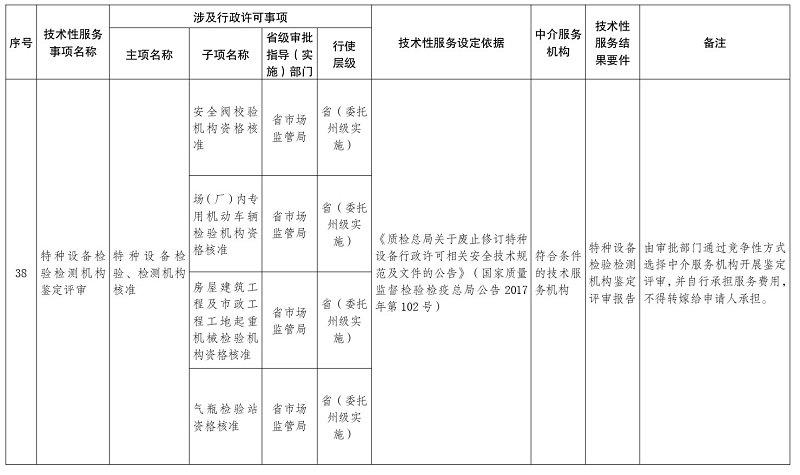 序号
技术性服务
事项名称
涉及行政许可事项
主项名称
子项名称
省级审批
指导（实
施）部门
行使
层级
技术性服务设定依据
中介服务
机构
技术性
服务结
果要件
备注
38
特种设备检
验检测机构
鉴定评审
特种设备检
验、检测机构
核准
安全阀校验
机构资格核
准
省市场
监管局
省（委托
州级实
施）
场（厂）内专
用机动车辆
检验机构资
格核准
省市场
监管局
省（委托
州级实
施）
房屋建筑工
程及市政工
程工地起重
机械检验机
构资格核准
省市场
监管局
省（委托
州级实
施）
气瓶检验站
资格核准
省市场
监管局
省（委托
州级实
施）
《质检总局关于废止修订特种
设备行政许可相关安全技术规
范及文件的公告》（国家质量
监督检验检疫总局公告 2017
年第 102 号）
符合条件
的技术服
务机构
特种设备
检验检测
机构鉴定
评审报告
由审批部门通过竞争性方式
选择中介服务机构开展鉴定
评审，并自行承担服务费用，
不得转嫁给申请人承担。